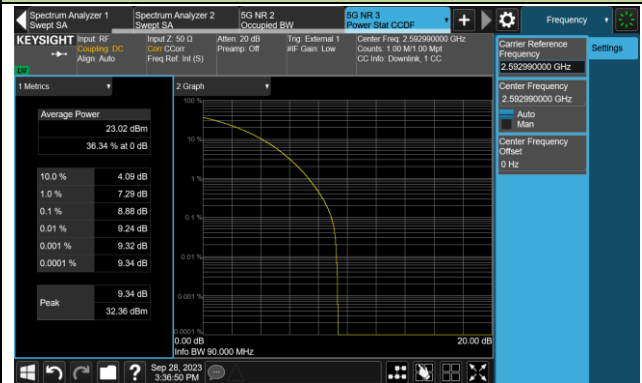 Spectrum Analyzer 1
Swept SA
Spectrum Analyzer 2
Swept SA
5G NR 2
Occupied BW
5G NR 3
Power Stat CCDF
Frequency
KEYSIGHT
Input: RF
Coupling: DC
Align: Auto
Input Z: 50 Ω
Corr CCorr
Freq Ref: Int (S)
Atten: 20 dB
Preamp: Off
Trig: External 1
#IF Gain: Low
Center Freq: 2.592990000 GHz
Counts: 1.00 M/1.00 Mpt
CC Info: Downlink, 1 CC
1 Metrics
Average Power
23.02 dBm
36.34 % at 0 dB
10.0 % 4.09 dB
1.0 % 7.29 dB
0.1 % 8.88 dB
0.01 % 9.24 dB
0.001 % 9.32 dB
0.0001 % 9.34 dB
Peak
9.34 dB
32.36 dBm
2 Graph
100 %
10 %
1 %
0.1 %
0.01 %
0.001 %
0.0001 %
0.00 dB
20.00 dB
Info BW 90.000 MHz
Carrier Reference
Frequency
2.592990000 GHz
Center Frequency
2.592990000 GHz
Auto
Man
Center Frequency
Offset
0 Hz
Settings
Sep 28, 2023
3:36:50 PM